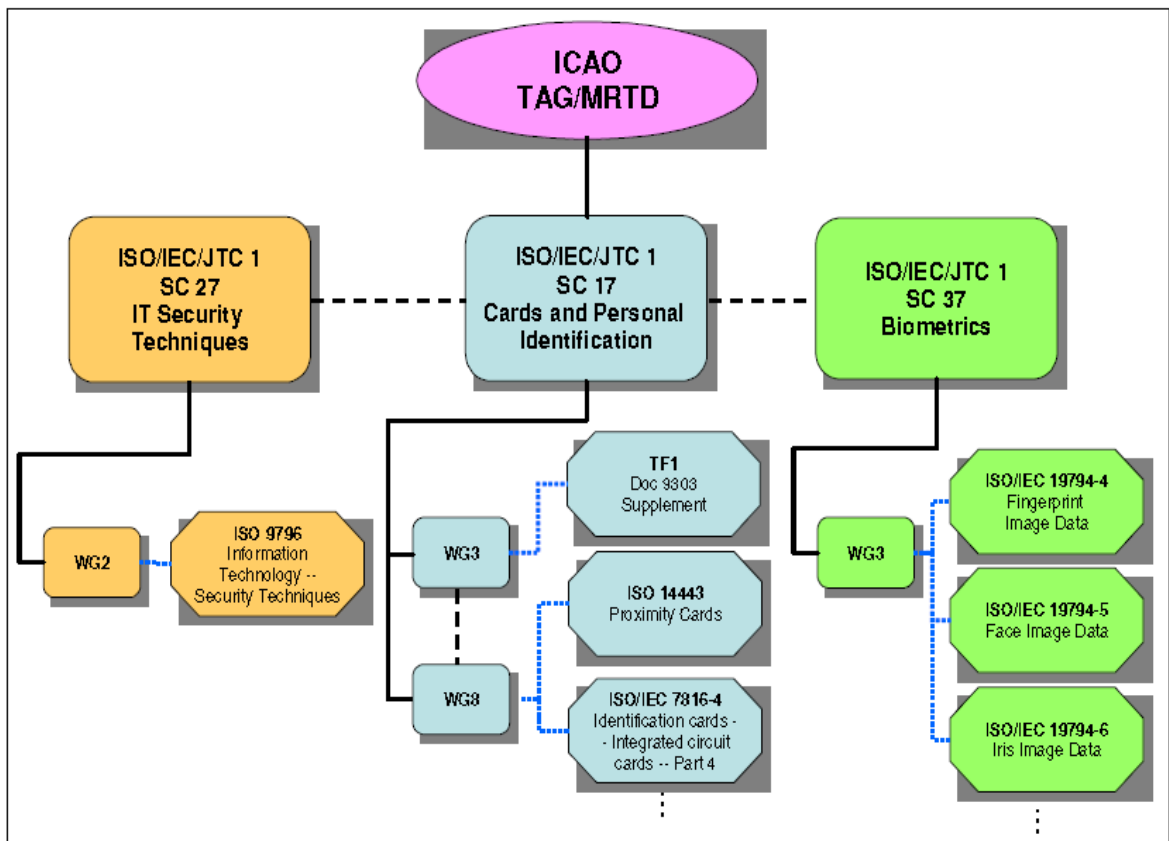 ICAO
TAG/MRTD
ISO/IEC/JTC 1
SC 27
IT Security
Techniques
ISO/IEC/JTC 1
SC 17
Cards and Personal
Identification
ISO/IEC/JTC 1
SC 37
Biometrics
WG2
ISO 9796
Information
Technology --
Security Techniques
WG3
TF1
Doc 9303
Supplement
ISO 14443
Proximity Cards
WG8
ISO/IEC 7816-4
Identification cards -
- Integrated circuit
cards -- Part 4
WG3
ISO/IEC 19794-4
Fingerprint
Image Data
ISO/IEC 19794-5
Face Image Data
ISO/IEC 19794-6
Iris Image Data